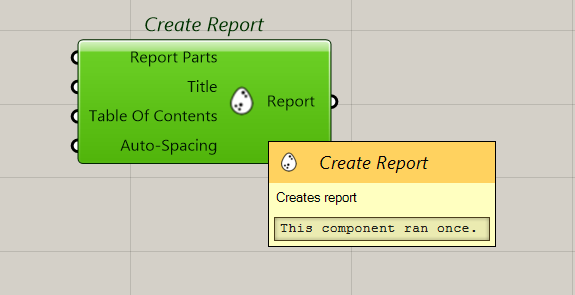 Create Report
Report Parts
Title
Table Of Contents
Auto-Spacing
Report
Create Report
Creates report
This component ran once.